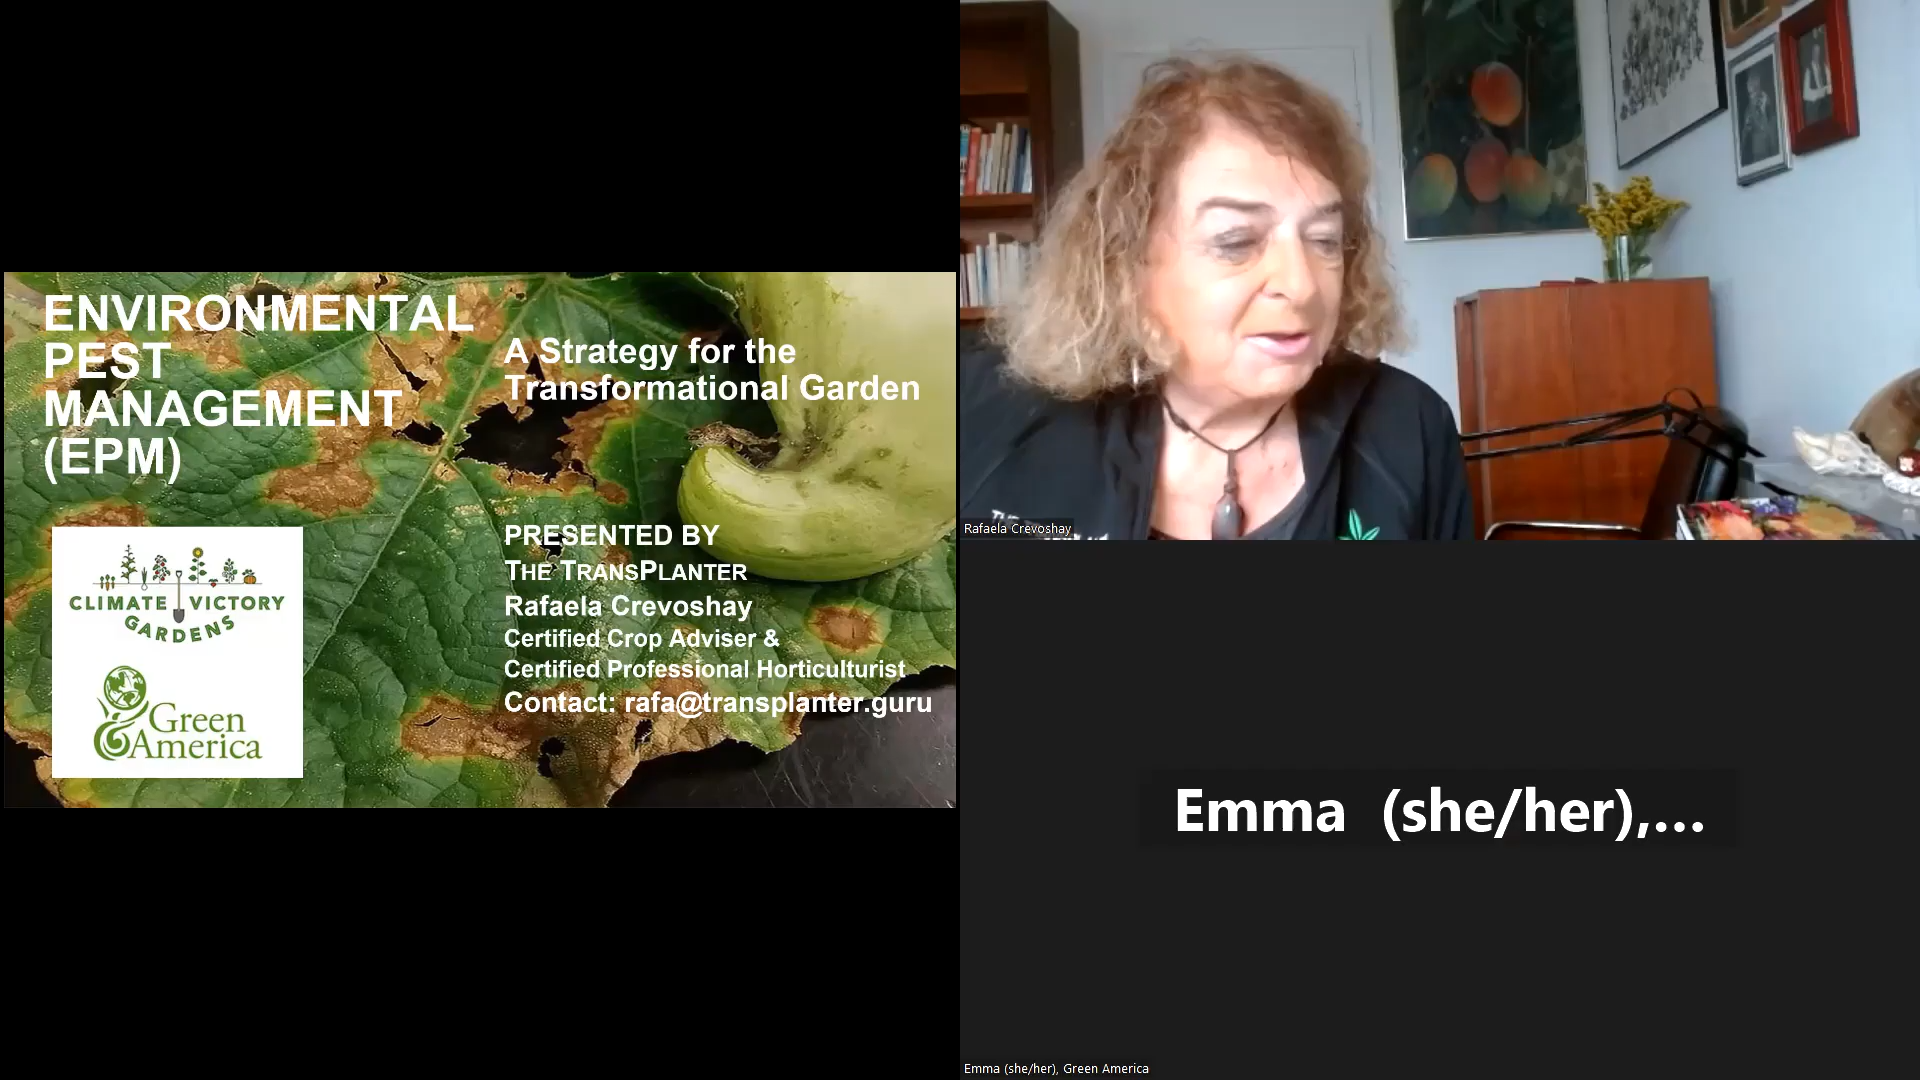 ENVIRONMENTAL
PEST
MANAGEMENT
(EPM)
A Strategy for the
Transformational Garden
PRESENTED BY
THE TRANSPLANTER
Rafaela Crevoshay
Certified Crop Adviser &
Certified Professional Horticulturist
Contact: rafa@transplanter.guru
CLIMATE VICTORY
GARDENS
Green
America
Rafaela Crevoshay
Emma (she/her),...
Emma (she/her), Green America